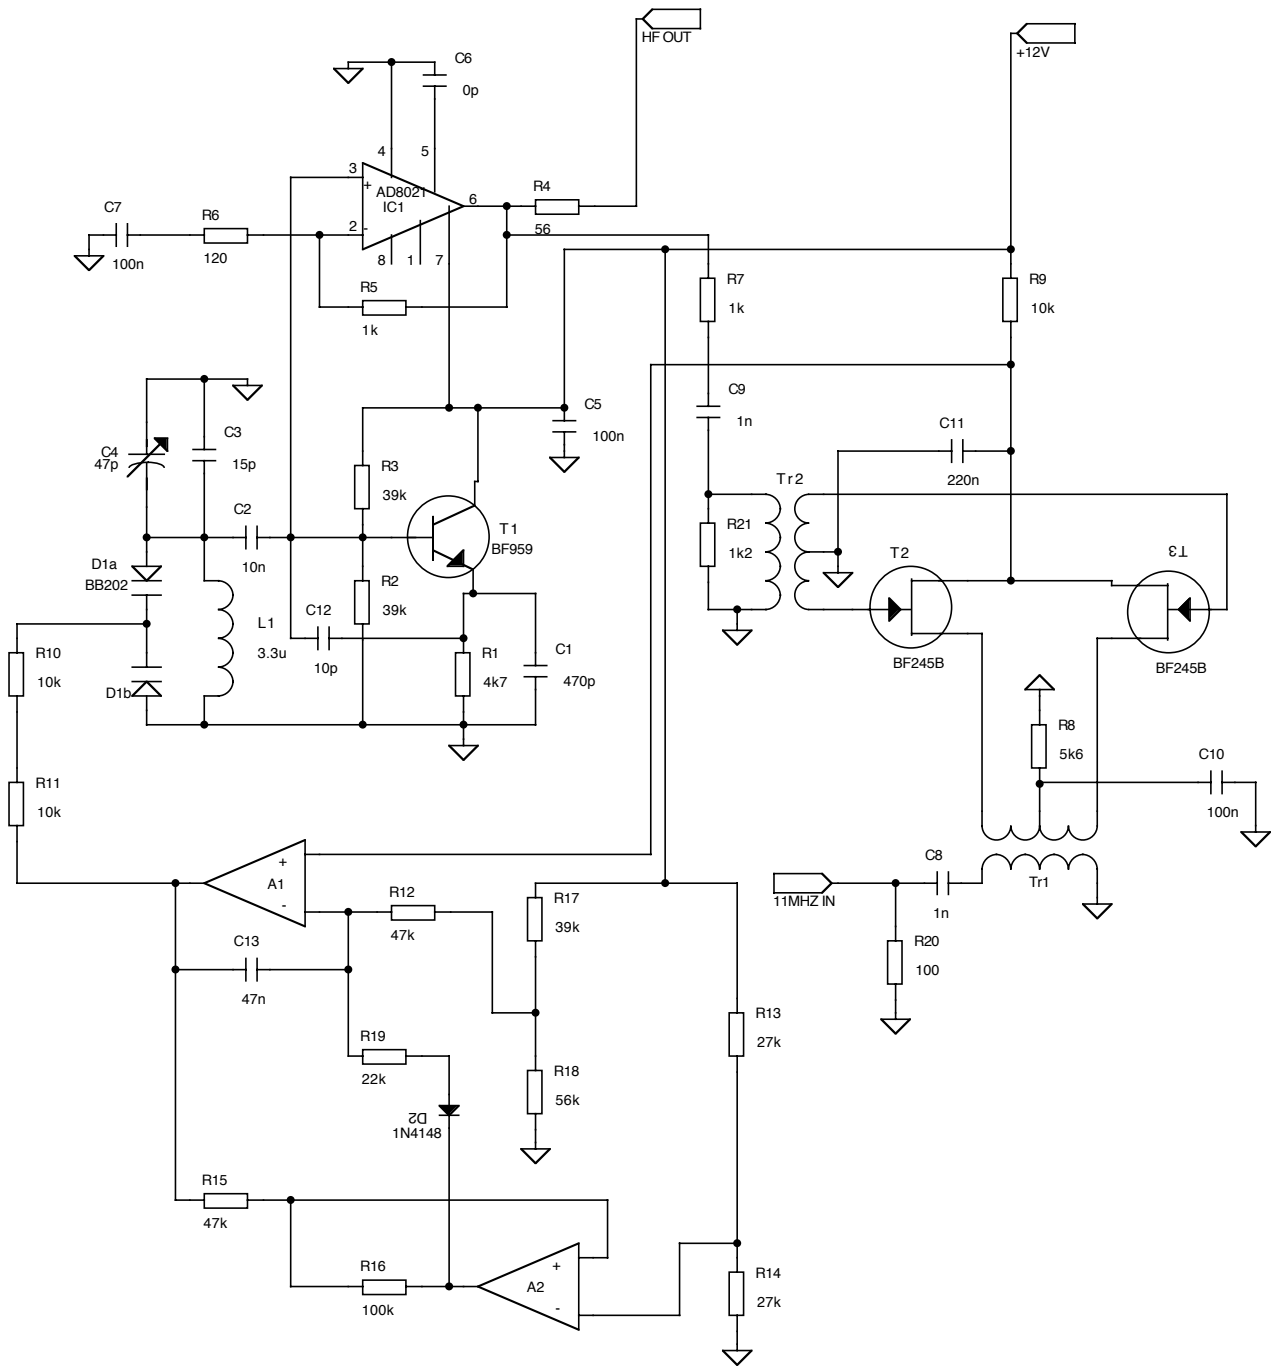 HF OUT
+12V
C6
0p
4
5
3
+
AD8021
IC1
6
R4
56
C7
100n
R6
120
2
-
8
1
7
R5
1k
R7
1k
R9
10k
C9
1n
C4
47p
C3
15p
C5
100n
C11
220n
R3
39k
C2
10n
T1
BF959
Tr2
R21
1k2
T2
T3
D1a
BB202
R2
39k
C12
10p
L1
3.3u
R1
4k7
C1
470p
BF245B
BF245B
R10
10k
D1b
R8
5k6
C10
100n
R11
10k
+
A1
-
R12
47k
R17
39k
C8
1n
Tr1
11MHZ IN
C13
47n
R20
100
R13
27k
R19
22k
R18
56k
D2
1N4148
R15
47k
R16
100k
+
A2
-
R14
27k